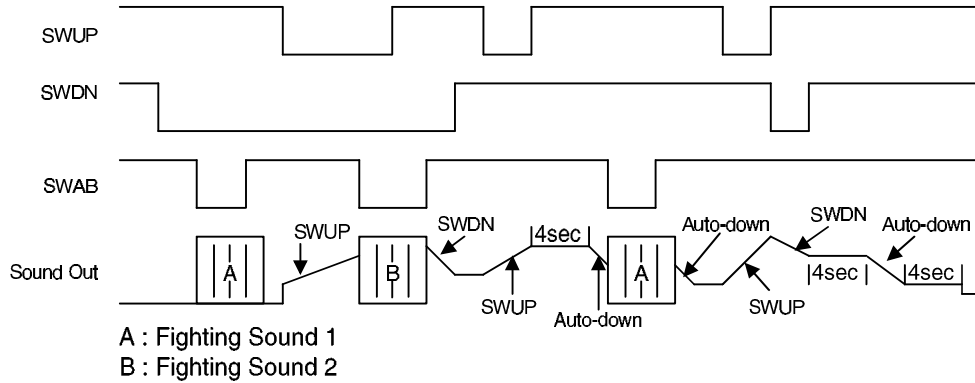 SWUP
SWDN
SWAB
Sound Out
A
SWUP
B
SWDN
SWUP
4sec
Auto-down
A
Auto-down
SWUP
SWDN
4sec
Auto-down
4sec
A : Fighting Sound 1
B : Fighting Sound 2